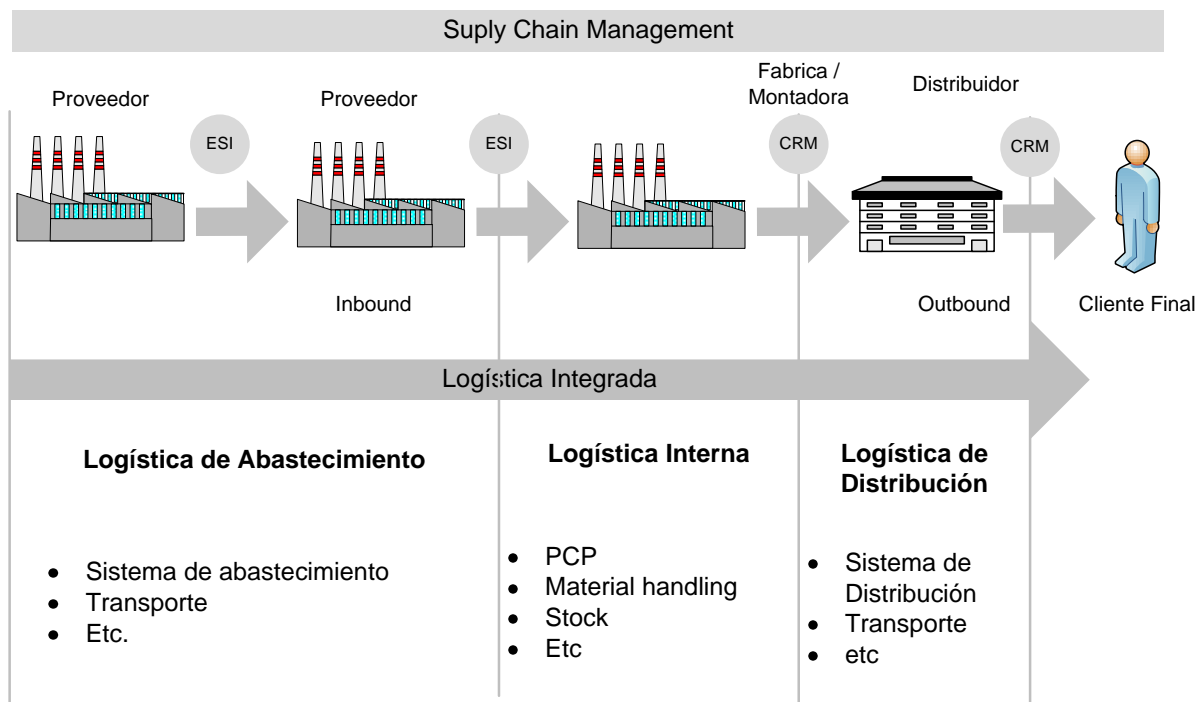 Suply Chain Management
Proveedor
Proveedor
Fabrica /
Montadora
Distribuidor
ESI
ESI
CRM
CRM
Inbound
Outbound
Cliente Final
Logística Integrada
Logística de Abastecimiento
Logística Interna
Logística de
Distribución
• Sistema de abastecimiento
• Transporte
• Etc.
• PCP
• Material handling
• Stock
• Etc
• Sistema de
Distribución
• Transporte
• etc